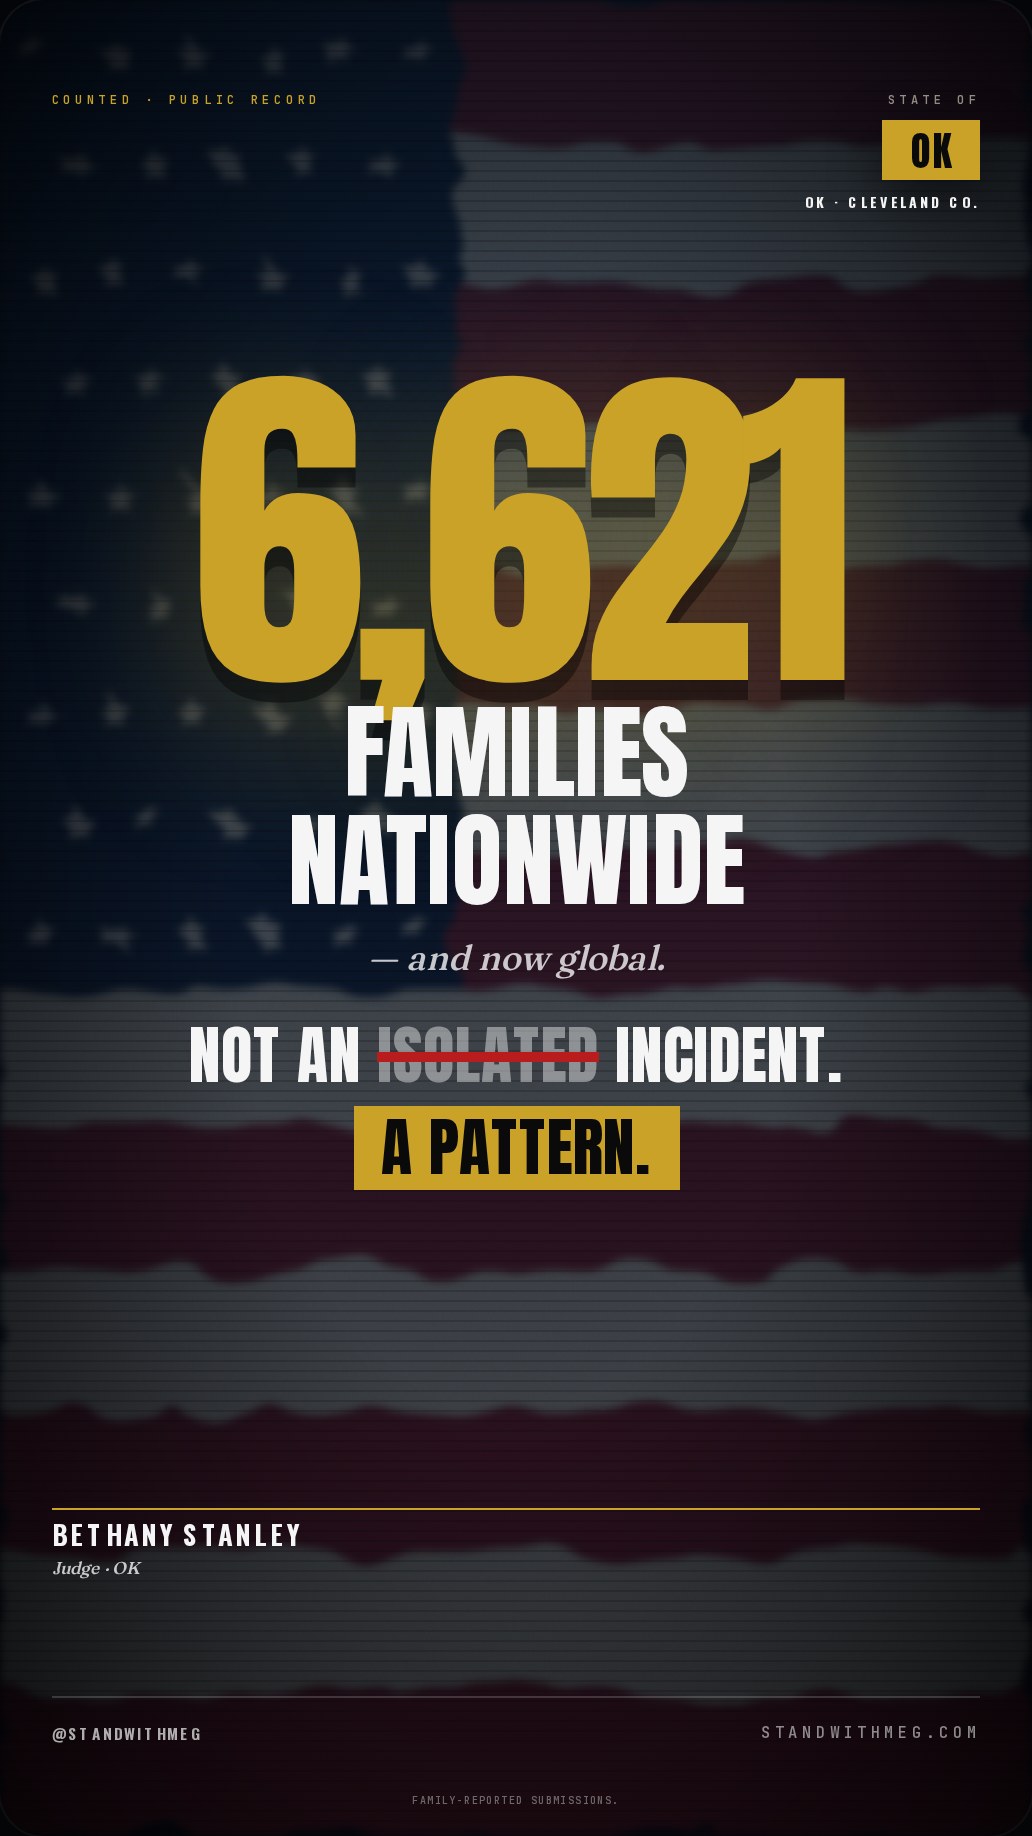 COUNTED · PUBLIC RECORD
STATE OF
OK
OK · CLEVELAND CO.
6,621
FAMILIES
NATIONWIDE
— and now global.
NOT AN ISOLATED INCIDENT.
A PATTERN.
BETHANY STANLEY
Judge · OK
@STANDWITHMEG
STANDWITHMEG.COM
FAMILY-REPORTED SUBMISSIONS.